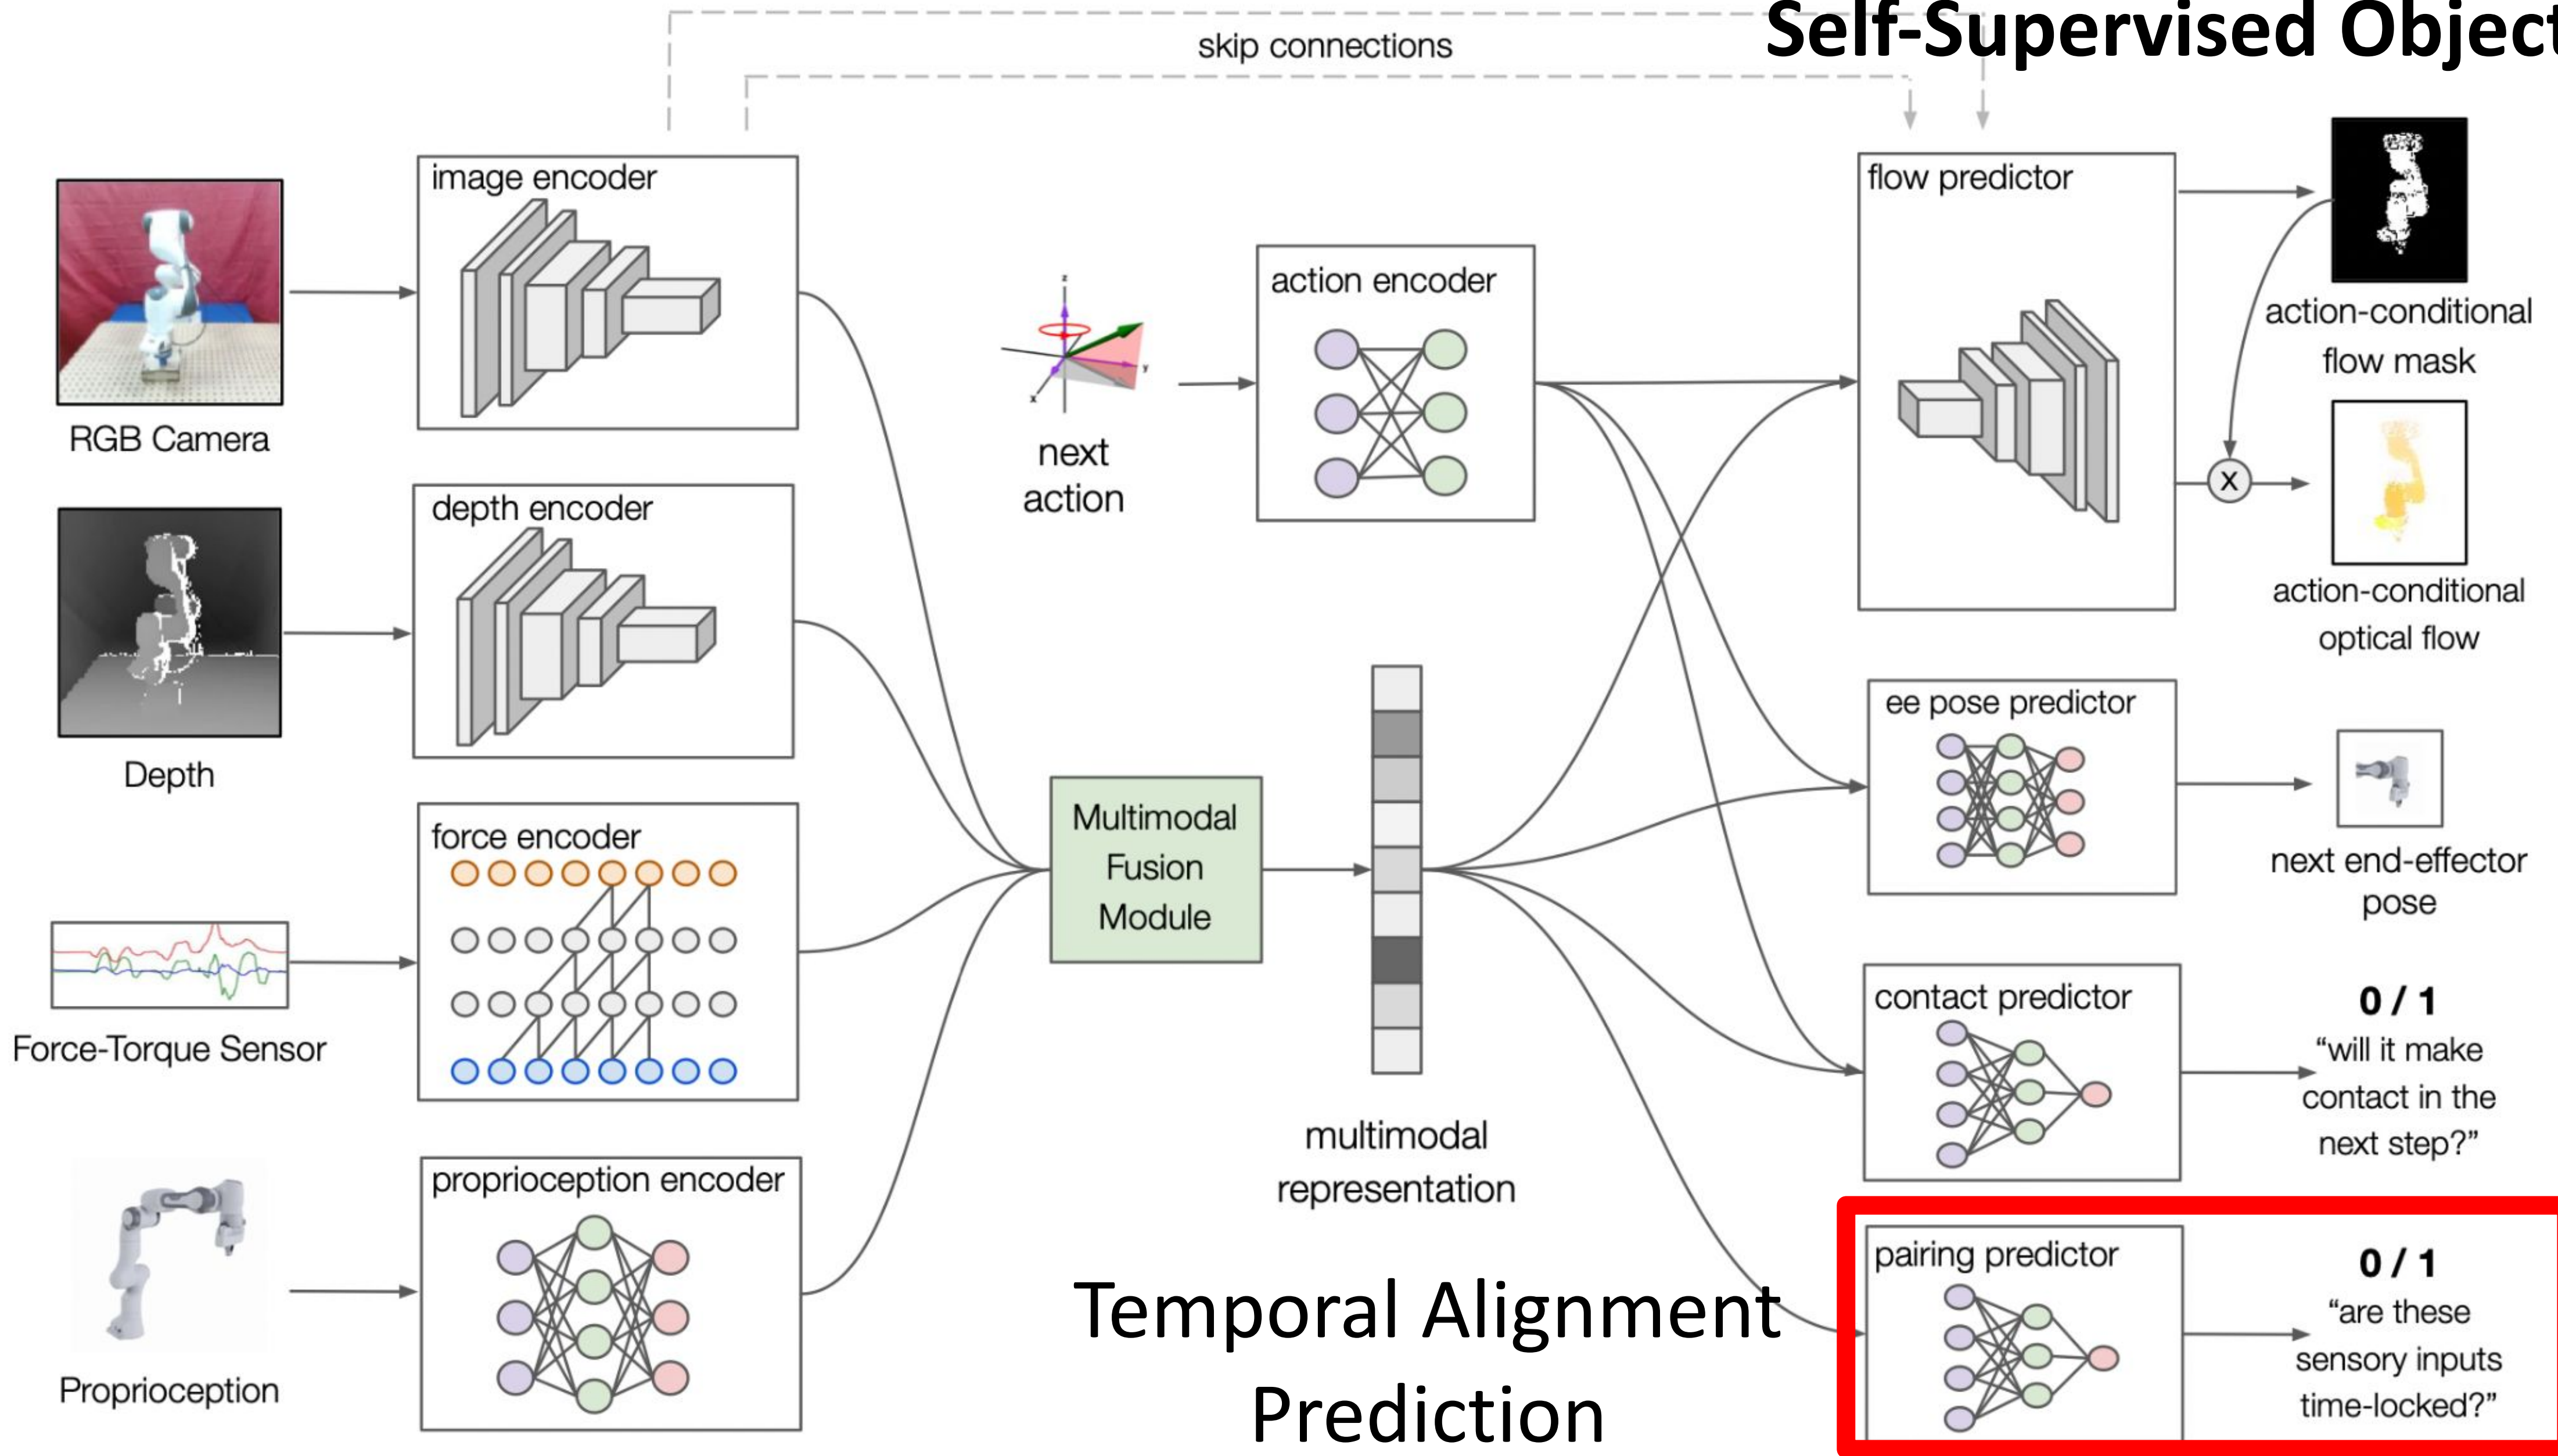 Self-Supervised Object
skip connections
image encoder
RGB Camera
depth encoder
Depth
force encoder
Force-Torque Sensor
proprioception encoder
Proprioception
z
y
x
next
action
action encoder
Multimodal
Fusion
Module
multimodal
representation
Temporal Alignment
Prediction
flow predictor
action-conditional
flow mask
X
action-conditional
optical flow
ee pose predictor
next end-effector
pose
contact predictor
0 / 1
“will it make
contact in the
next step?”
pairing predictor
0 / 1
“are these
sensory inputs
time-locked?”